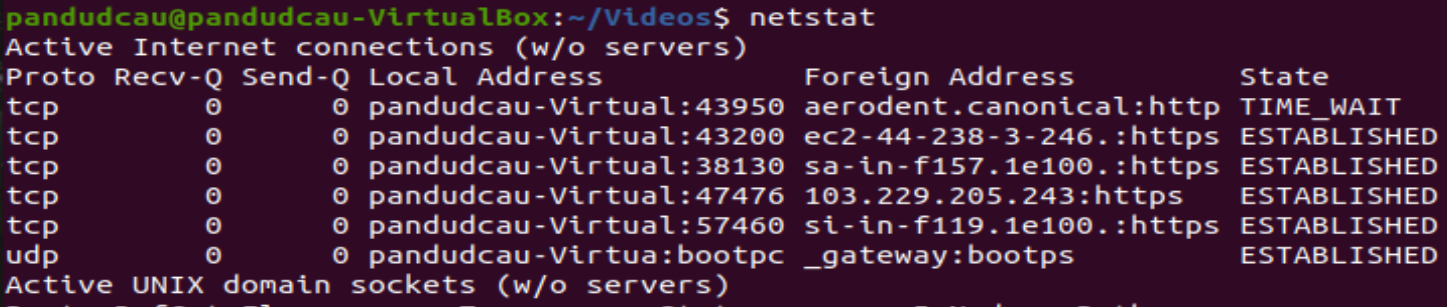 pandudcau@pandudcau-VirtualBox:~/Videos$ netstat
Active Internet connections (w/o servers)
Proto Recv-Q Send-Q Local Address           Foreign Address         State
tcp        0      0 pandudcau-Virtual:43950 aerodent.canonical:http TIME_WAIT
tcp        0      0 pandudcau-Virtual:43200 ec2-44-238-3-246.:https ESTABLISHED
tcp        0      0 pandudcau-Virtual:38130 sa-in-f157.1e100.:https ESTABLISHED
tcp        0      0 pandudcau-Virtual:47476 103.229.205.243:https   ESTABLISHED
tcp        0      0 pandudcau-Virtual:57460 si-in-f119.1e100.:https ESTABLISHED
udp        0      0 pandudcau-Virtua:bootpc _gateway:bootps         ESTABLISHED
Active UNIX domain sockets (w/o servers)